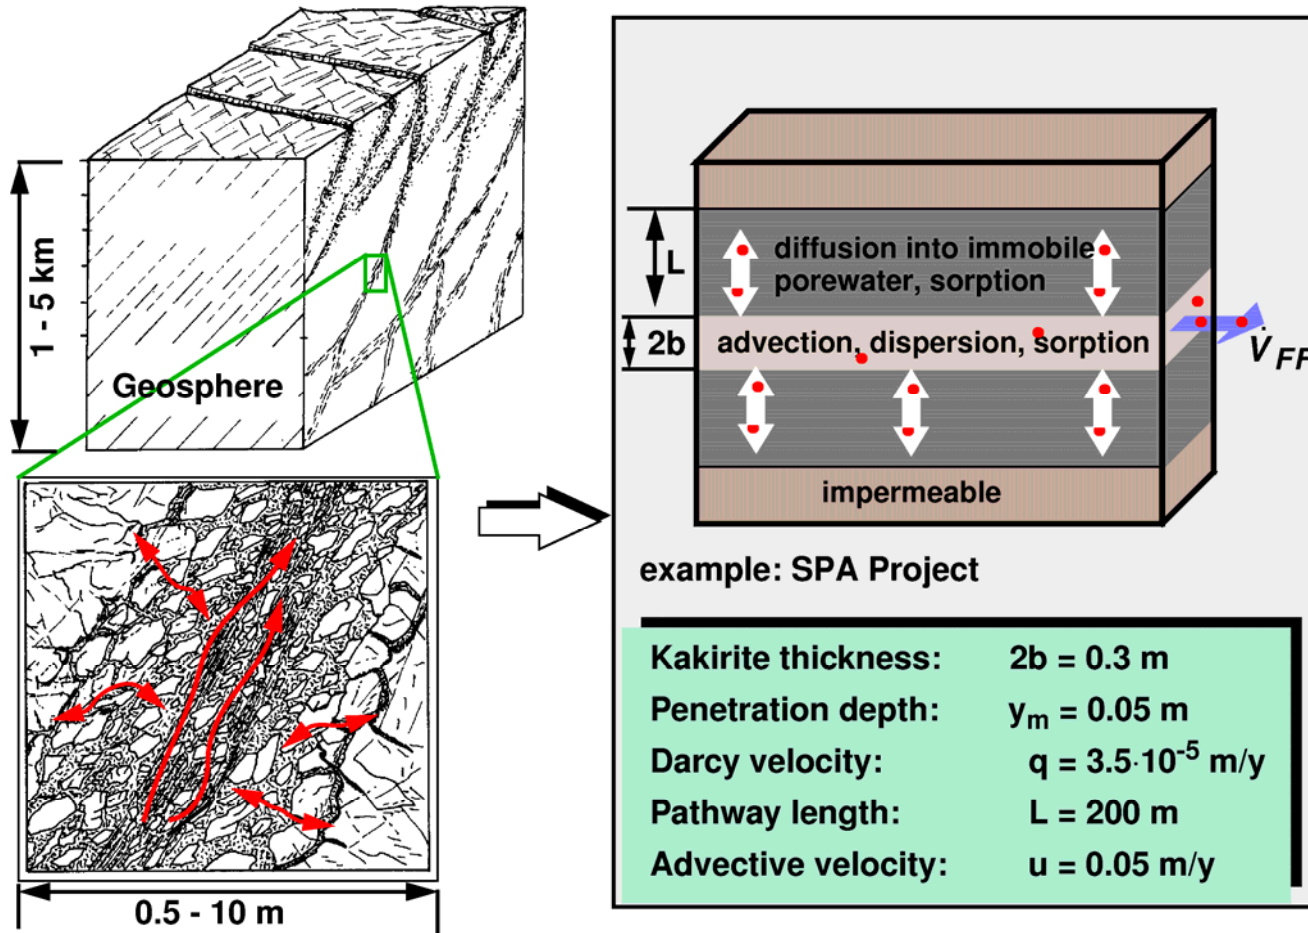 1 - 5 km
Geosphere
0.5 - 10 m
L
diffusion into immobile
porewater, sorption
2b
advection, dispersion, sorption
V̇FF
impermeable
example: SPA Project
Kakirite thickness: 2b = 0.3 m
Penetration depth: ym = 0.05 m
Darcy velocity: q = 3.5·10-5 m/y
Pathway length: L = 200 m
Advective velocity: u = 0.05 m/y